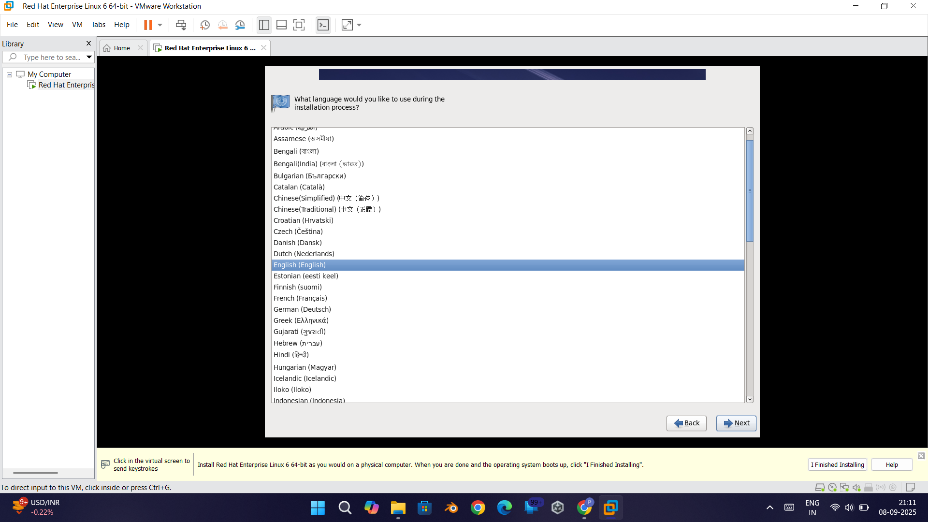 Red Hat Enterprise Linux 6 64-bit - VMware Workstation
File Edit View VM Tabs Help
Library
Type here to sea...
My Computer
Red Hat Enterpris
Home
Red Hat Enterprise Linux 6 ...
What language would you like to use during the
installation process?
Assamese (অসমীয়া)
Bengali (বাংলা)
Bengali(India) (বাংলা (ভারত))
Bulgarian (Български)
Catalan (Català)
Chinese(Simplified) (中文（简体）)
Chinese(Traditional) (中文（正體）)
Croatian (Hrvatski)
Czech (Čeština)
Danish (Dansk)
Dutch (Nederlands)
English (English)
Estonian (eesti keel)
Finnish (suomi)
French (Français)
German (Deutsch)
Greek (Ελληνικά)
Gujarati (ગુજરાતી)
Hebrew (עברית)
Hindi (हिन्दी)
Hungarian (Magyar)
Icelandic (Icelandic)
Iloko (Iloko)
Indonesian (Indonesia)
Back
Next
Click in the virtual screen to
send keystrokes
Install Red Hat Enterprise Linux 6 64-bit as you would on a physical computer. When you are done and the operating system boots up, click "I Finished Installing".
I Finished Installing
Help
To direct input to this VM, click inside or press Ctrl+G.
USD/INR
-0.22%
ENG
IN
21:11
08-09-2025